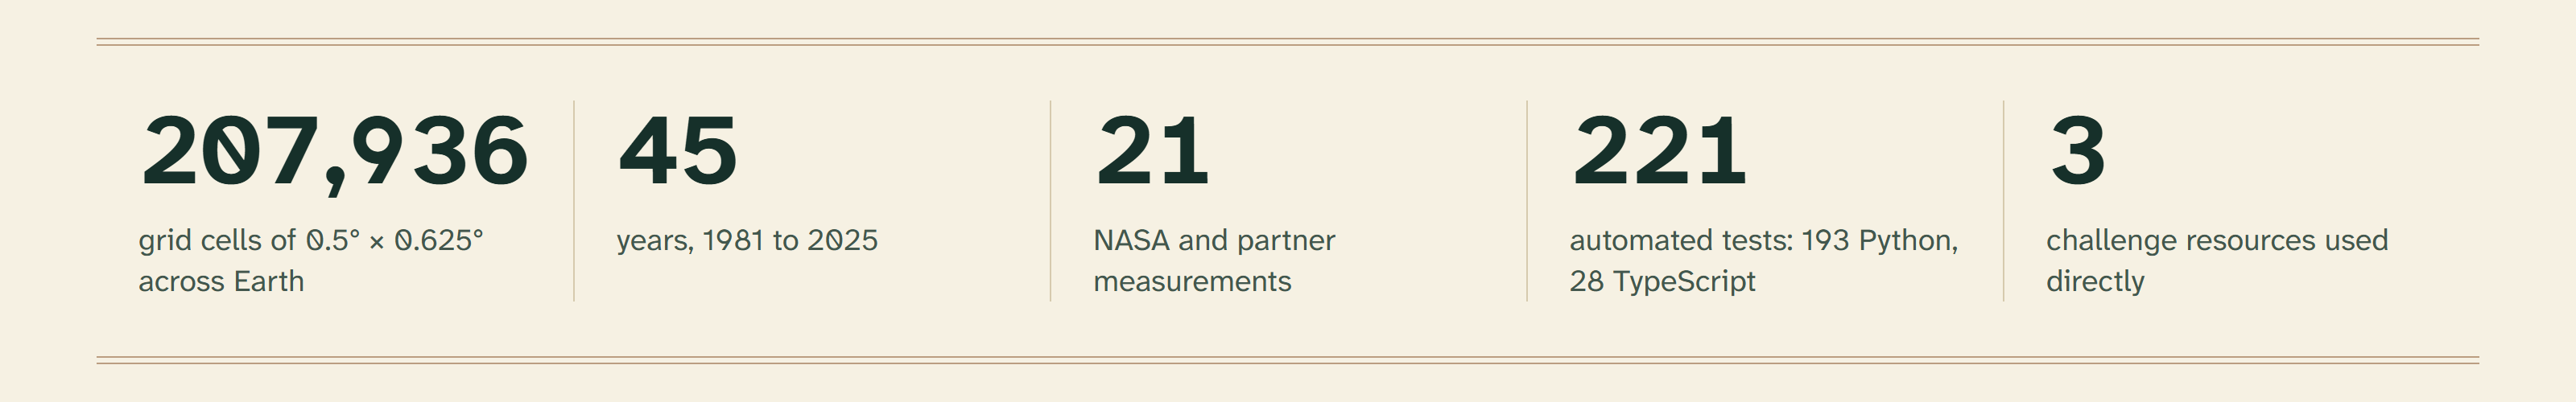 207,936
grid cells of 0.5° × 0.625°
across Earth
45
years, 1981 to 2025
21
NASA and partner
measurements
221
automated tests: 193 Python,
28 TypeScript
3
challenge resources used
directly